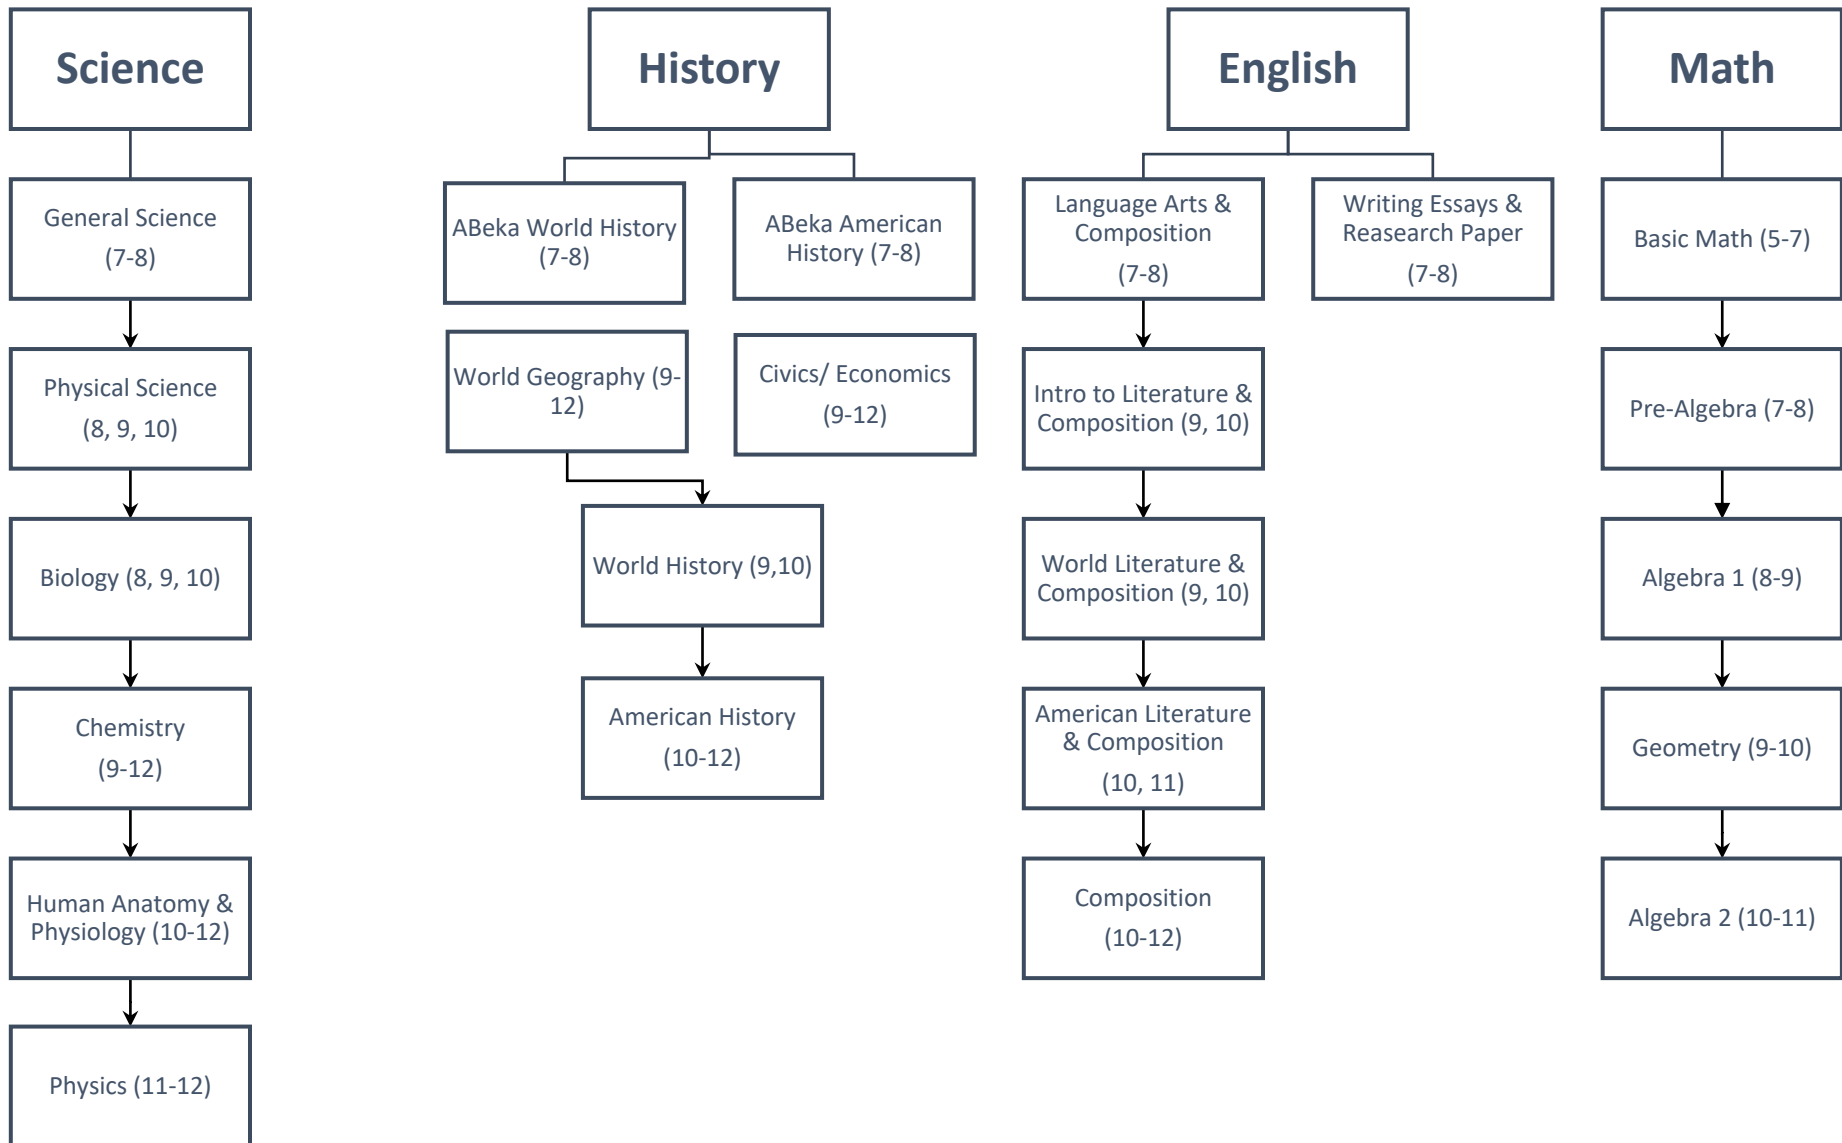 Science
General Science
(7-8)
Physical Science
(8, 9, 10)
Biology (8, 9, 10)
Chemistry
(9-12)
Human Anatomy &
Physiology (10-12)
Physics (11-12)
History
ABeka World History
(7-8)
ABeka American
History (7-8)
World Geography (9-
12)
Civics/ Economics
(9-12)
World History (9,10)
American History
(10-12)
English
Language Arts &
Composition
(7-8)
Writing Essays &
Reasearch Paper
(7-8)
Intro to Literature &
Composition (9, 10)
World Literature &
Composition (9, 10)
American Literature
& Composition
(10, 11)
Composition
(10-12)
Math
Basic Math (5-7)
Pre-Algebra (7-8)
Algebra 1 (8-9)
Geometry (9-10)
Algebra 2 (10-11)